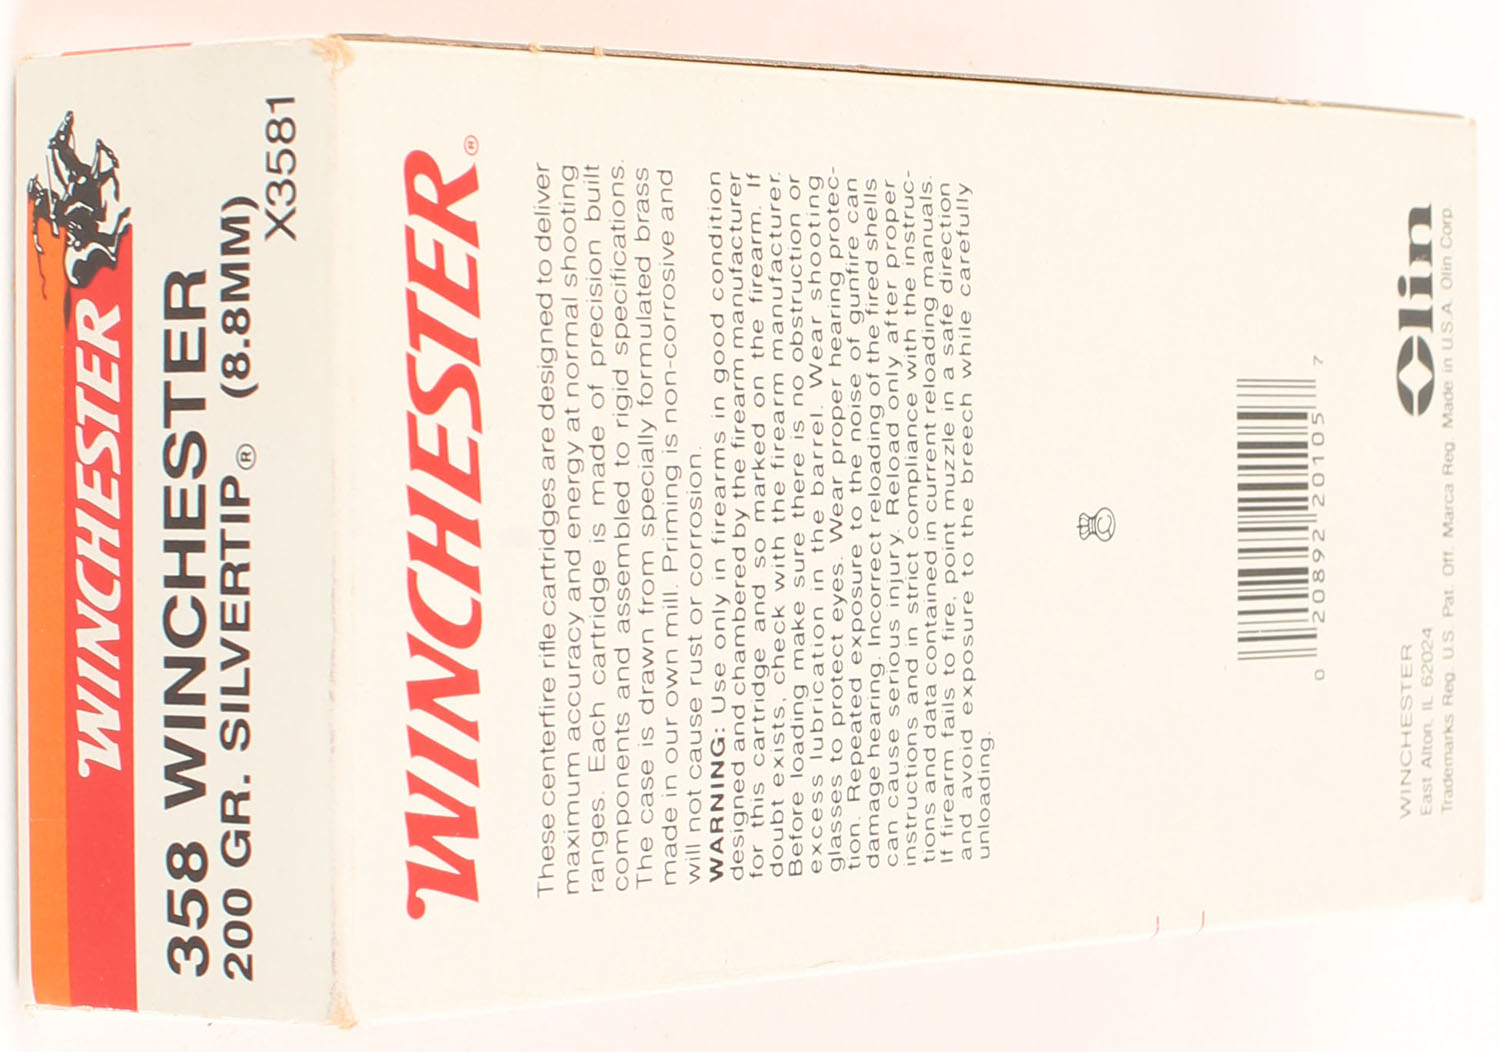 WINCHESTER
358 WINCHESTER
200 GR. SILVERTIP® (8.8MM)
X3581
WINCHESTER®
These centerfire rifle cartridges are designed to deliver
maximum accuracy and energy at normal shooting
ranges. Each cartridge is made of precision built
components and assembled to rigid specifications.
The case is drawn from specially formulated brass
made in our own mill. Priming is non-corrosive and
will not cause rust or corrosion.
WARNING: Use only in firearms in good condition
designed and chambered by the firearm manufacturer
for this cartridge and so marked on the firearm. If
doubt exists, check with the firearm manufacturer.
Before loading make sure there is no obstruction or
excess lubrication in the barrel. Wear shooting
glasses to protect eyes. Wear proper hearing protec-
tion. Repeated exposure to the noise of gunfire can
damage hearing. Incorrect reloading of the fired shells
can cause serious injury. Reload only after proper
instructions and in strict compliance with the instruc-
tions and data contained in current reloading manuals.
If firearm fails to fire, point muzzle in a safe direction
and avoid exposure to the breech while carefully
unloading.
C
0 20892 20105 7
WINCHESTER
East Alton, IL 62024
Olin
Trademarks Reg. U.S. Pat. Off. Marca Reg. Made in U.S.A. Olin Corp.